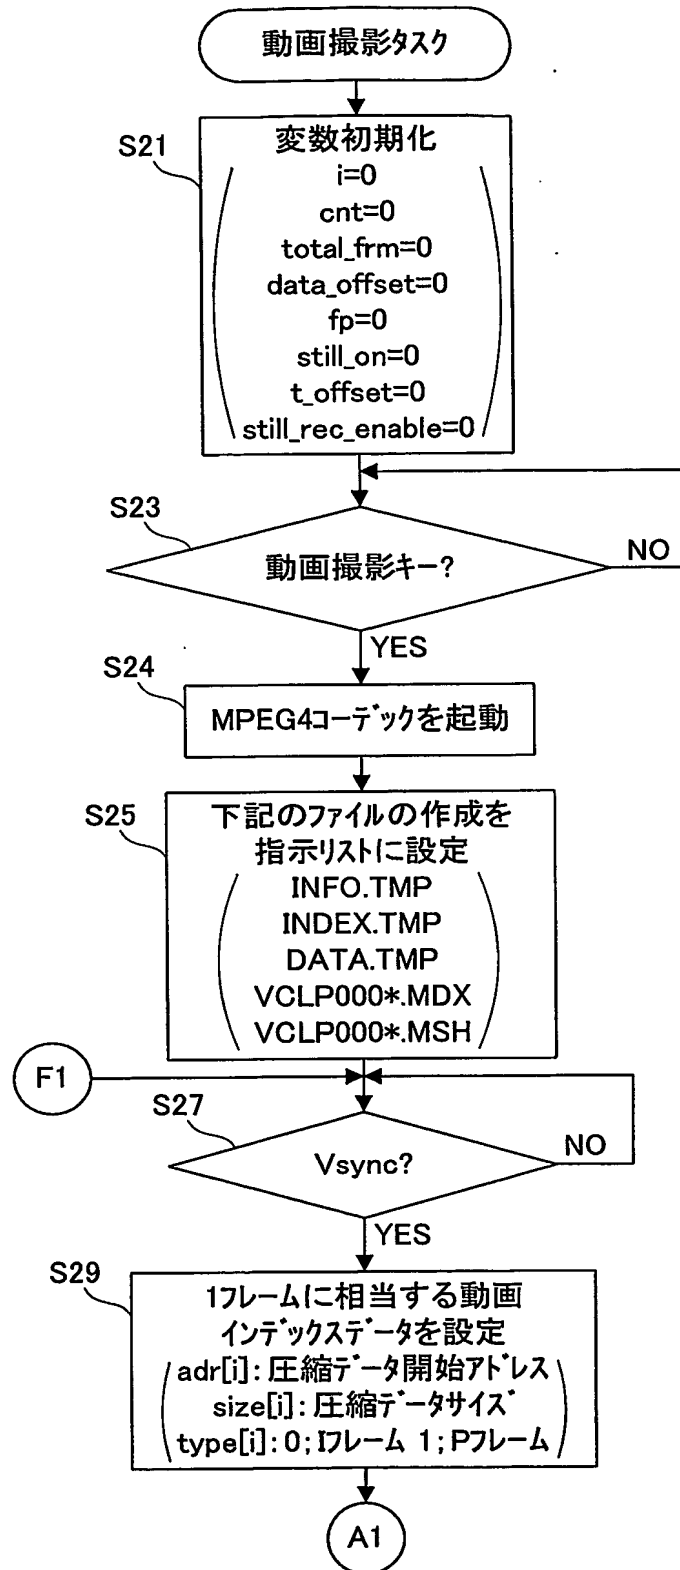 動画撮影タスク
S21
変数初期化
i=0
cnt=0
total_frm=0
data_offset=0
fp=0
still_on=0
t_offset=0
still_rec_enable=0
S23
動画撮影キー?
NO
YES
S24
MPEG4コーデックを起動
S25
下記のファイルの作成を
指示リストに設定
INFO.TMP
INDEX.TMP
DATA.TMP
VCLP000*.MDX
VCLP000*.MSH
F1
S27
Vsync?
NO
YES
S29
1フレームに相当する動画
インデックスデータを設定
adr[i]:圧縮データ開始アドレス
size[i]:圧縮データサイズ
type[i]:0;Iフレーム 1;Pフレーム
A1